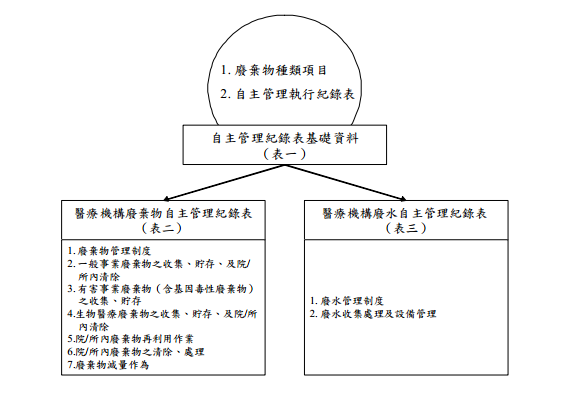 1. 廢棄物種類項目
2. 自主管理執行紀錄表
自主管理紀錄表基礎資料
（表一）
醫療機構廢棄物自主管理紀錄表
（表二）
1. 廢棄物管理制度
2. 一般事業廢棄物之收集、貯存、及院/
所內清除
3. 有害事業廢棄物（含基因毒性廢棄物）
之收集、貯存
4.生物醫療廢棄物之收集、貯存、及院/所
內清除
5.院/所內廢棄物再利用作業
6.院/所內廢棄物之清除、處理
7.廢棄物減量作為
醫療機構廢水自主管理紀錄表
（表三）
1. 廢水管理制度
2. 廢水收集處理及設備管理